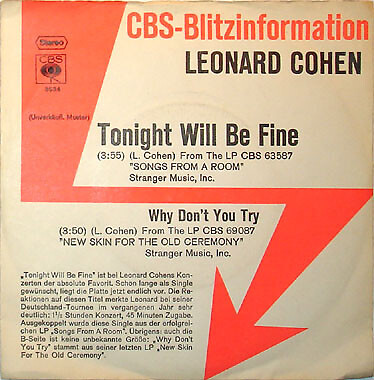 CBS-Blitzinformation
LEONARD COHEN
Stereo
CBS
(Unverkäufl. Muster)
Tonight Will Be Fine
(3:55) (L. Cohen) From The LP CBS 63587
"SONGS FROM A ROOM"
Stranger Music, Inc.
Why Don't You Try
(3:50) (L. Cohen) From The LP CBS 69087
"NEW SKIN FOR THE OLD CEREMONY"
Stranger Music, Inc.
„Tonight Will Be Fine" ist bei Leonard Cohens Kon-
zerten der absolute Favorit. Schon lange als Single
gewünscht, liegt die Platte jetzt endlich vor. Die Re-
aktionen auf diesen Titel merkte Leonard bei seiner
Deutschland-Tournee im vergangenen Jahr sehr
deutlich: 1½ Stunden Konzert, 45 Minuten Zugabe.
Ausgekoppelt wurde diese Single aus der erfolgrei-
chen LP „Songs From A Room". Übrigens: auch die
B-Seite ist keine unbekannte Größe: „Why Don't
You Try" stammt aus seiner letzten LP „New Skin
For The Old Ceremony".